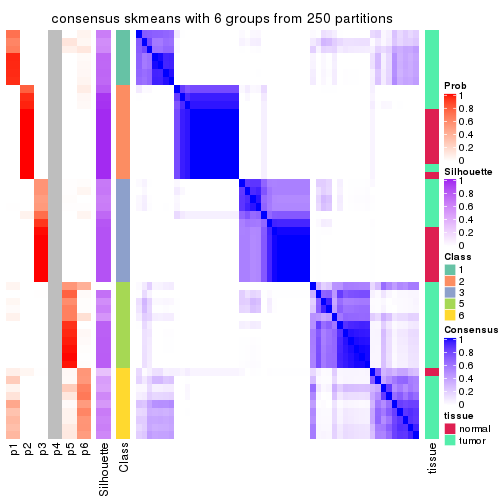 consensus skmeans with 6 groups from 250 partitions
Prob
1
0.8
0.6
0.4
0.2
0
Silhouette
1
0.8
0.6
0.4
0.2
0
Class
1
2
3
5
6
Consensus
1
0.8
0.6
0.4
0.2
0
tissue
normal
tumor
p1
p2
p3
p4
p5
p6
Silhouette
Class
tissue